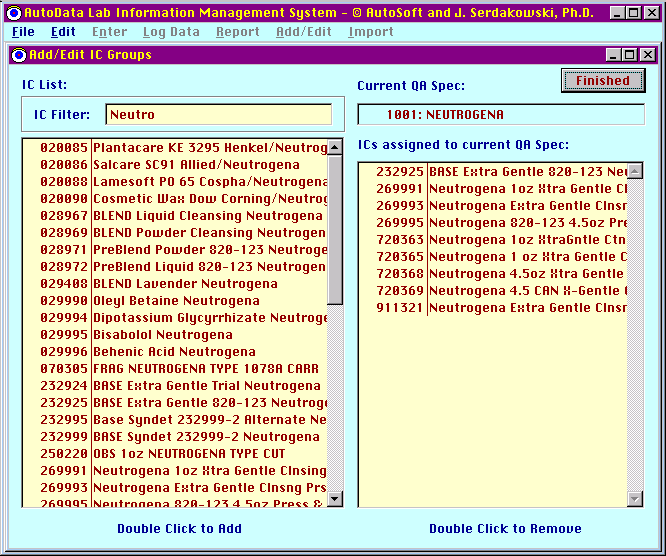 AutoData Lab Information Management System - © AutoSoft and J. Serdakowski, Ph.D.
File Edit Enter Log Data Report Add/Edit Import
Add/Edit IC Groups
IC List:
IC Filter: Neutro
020085 Plantacare KE 3295 Henkel/Neutrog
020086 Salcare SC91 Allied/Neutrogena
020088 Lamesoft PO 65 Cospha/Neutrogena
020090 Cosmetic Wax Dow Corning/Neutrog
028967 BLEND Liquid Cleansing Neutrogena
028969 BLEND Powder Cleansing Neutrogena
028971 PreBlend Powder 820-123 Neutrogena
028972 PreBlend Liquid 820-123 Neutrogena
029408 BLEND Lavender Neutrogena
029990 Oleyl Betaine Neutrogena
029994 Dipotassium Glycyrrhizate Neutrogena
029995 Bisabolol Neutrogena
029996 Behenic Acid Neutrogena
070305 FRAG NEUTROGENA TYPE 1078A CARR
232924 BASE Extra Gentle Trial Neutrogena
232925 BASE Extra Gentle 820-123 Neutroge
232995 Base Syndet 232999-2 Alternate Ne
232999 BASE Syndet 232999-2 Neutrogena
250220 OBS 1oz NEUTROGENA TYPE CUT
269991 Neutrogena 1oz Xtra Gentle Clnsing
269993 Neutrogena Extra Gentle Clnsng Prs
269995 Neutrogena 820-123 4.5oz Press &
Double Click to Add
Finished
Current QA Spec:
1001: NEUTROGENA
ICs assigned to current QA Spec:
232925 BASE Extra Gentle 820-123 Neu
269991 Neutrogena 1oz Xtra Gentle Cl
269993 Neutrogena Extra Gentle Clnsn
269995 Neutrogena 820-123 4.5oz Pre
720363 Neutrogena 1oz XtraGntle Ctn
720365 Neutrogena 1 oz Xtra Gentle C
720368 Neutrogena 4.5oz Xtra Gentle
720369 Neutrogena 4.5 CAN X-Gentle C
911321 Neutrogena Extra Gentle Clnsn
Double Click to Remove